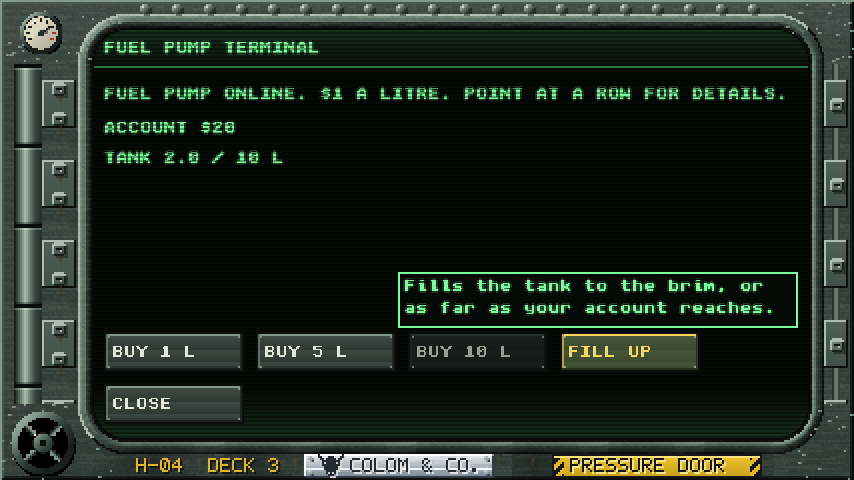 FUEL PUMP TERMINAL
FUEL PUMP ONLINE. $1 A LITRE. POINT AT A ROW FOR DETAILS.
ACCOUNT $20
TANK 2.0 / 10 L
Fills the tank to the brim, or
as far as your account reaches.
BUY 1 L
BUY 5 L
BUY 10 L
FILL UP
CLOSE
H-04 DECK 3
COLOM & CO.
PRESSURE DOOR